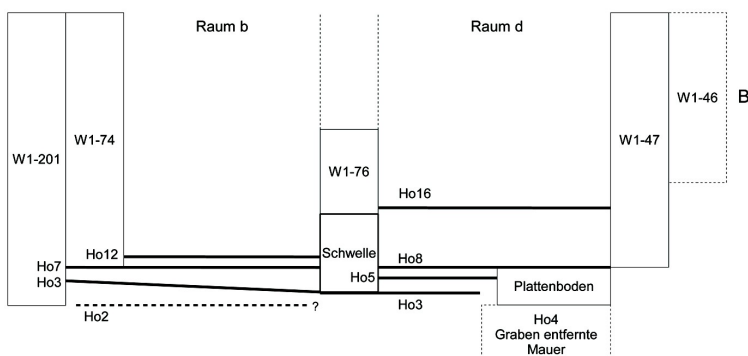 Raum b
Raum d
W1-46
B
W1-74
W1-47
W1-201
W1-76
Ho16
Ho12
Schwelle
Ho8
Ho7
Ho5
Ho3
Plattenboden
Ho3
?
Ho2
Ho4
Graben entfernte
Mauer